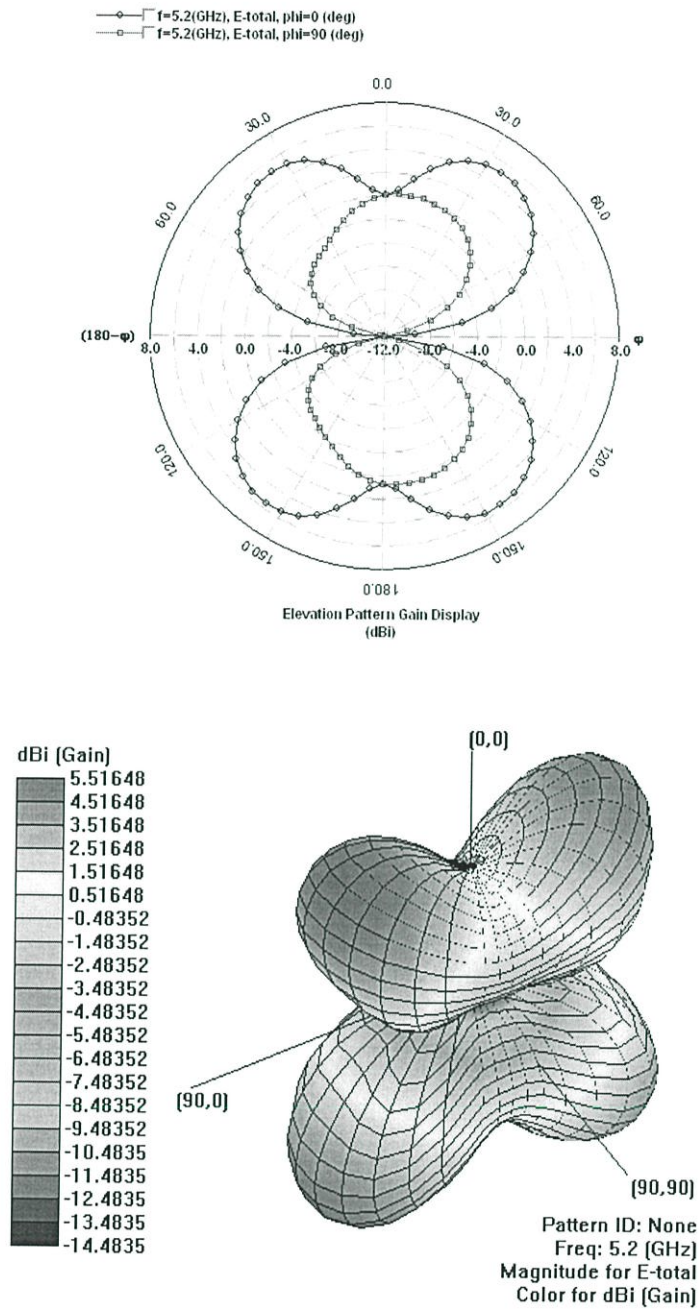 f=5.2(GHz), E-total, phi=0 (deg)
f=5.2(GHz), E-total, phi=90 (deg)
0.0
30.0
30.0
60.0
60.0
(180-φ)
φ
8.0 4.0 0.0 -4.0 -8.0 -12.0 -8.0 -4.0 0.0 4.0 8.0
120.0
120.0
150.0
150.0
180.0
Elevation Pattern Gain Display
(dBi)
dBi (Gain)
5.51648
4.51648
3.51648
2.51648
1.51648
0.51648
-0.48352
-1.48352
-2.48352
-3.48352
-4.48352
-5.48352
-6.48352
-7.48352
-8.48352
-9.48352
-10.4835
-11.4835
-12.4835
-13.4835
-14.4835
(0,0)
(90,0)
(90,90)
Pattern ID: None
Freq: 5.2 (GHz)
Magnitude for E-total
Color for dBi (Gain)